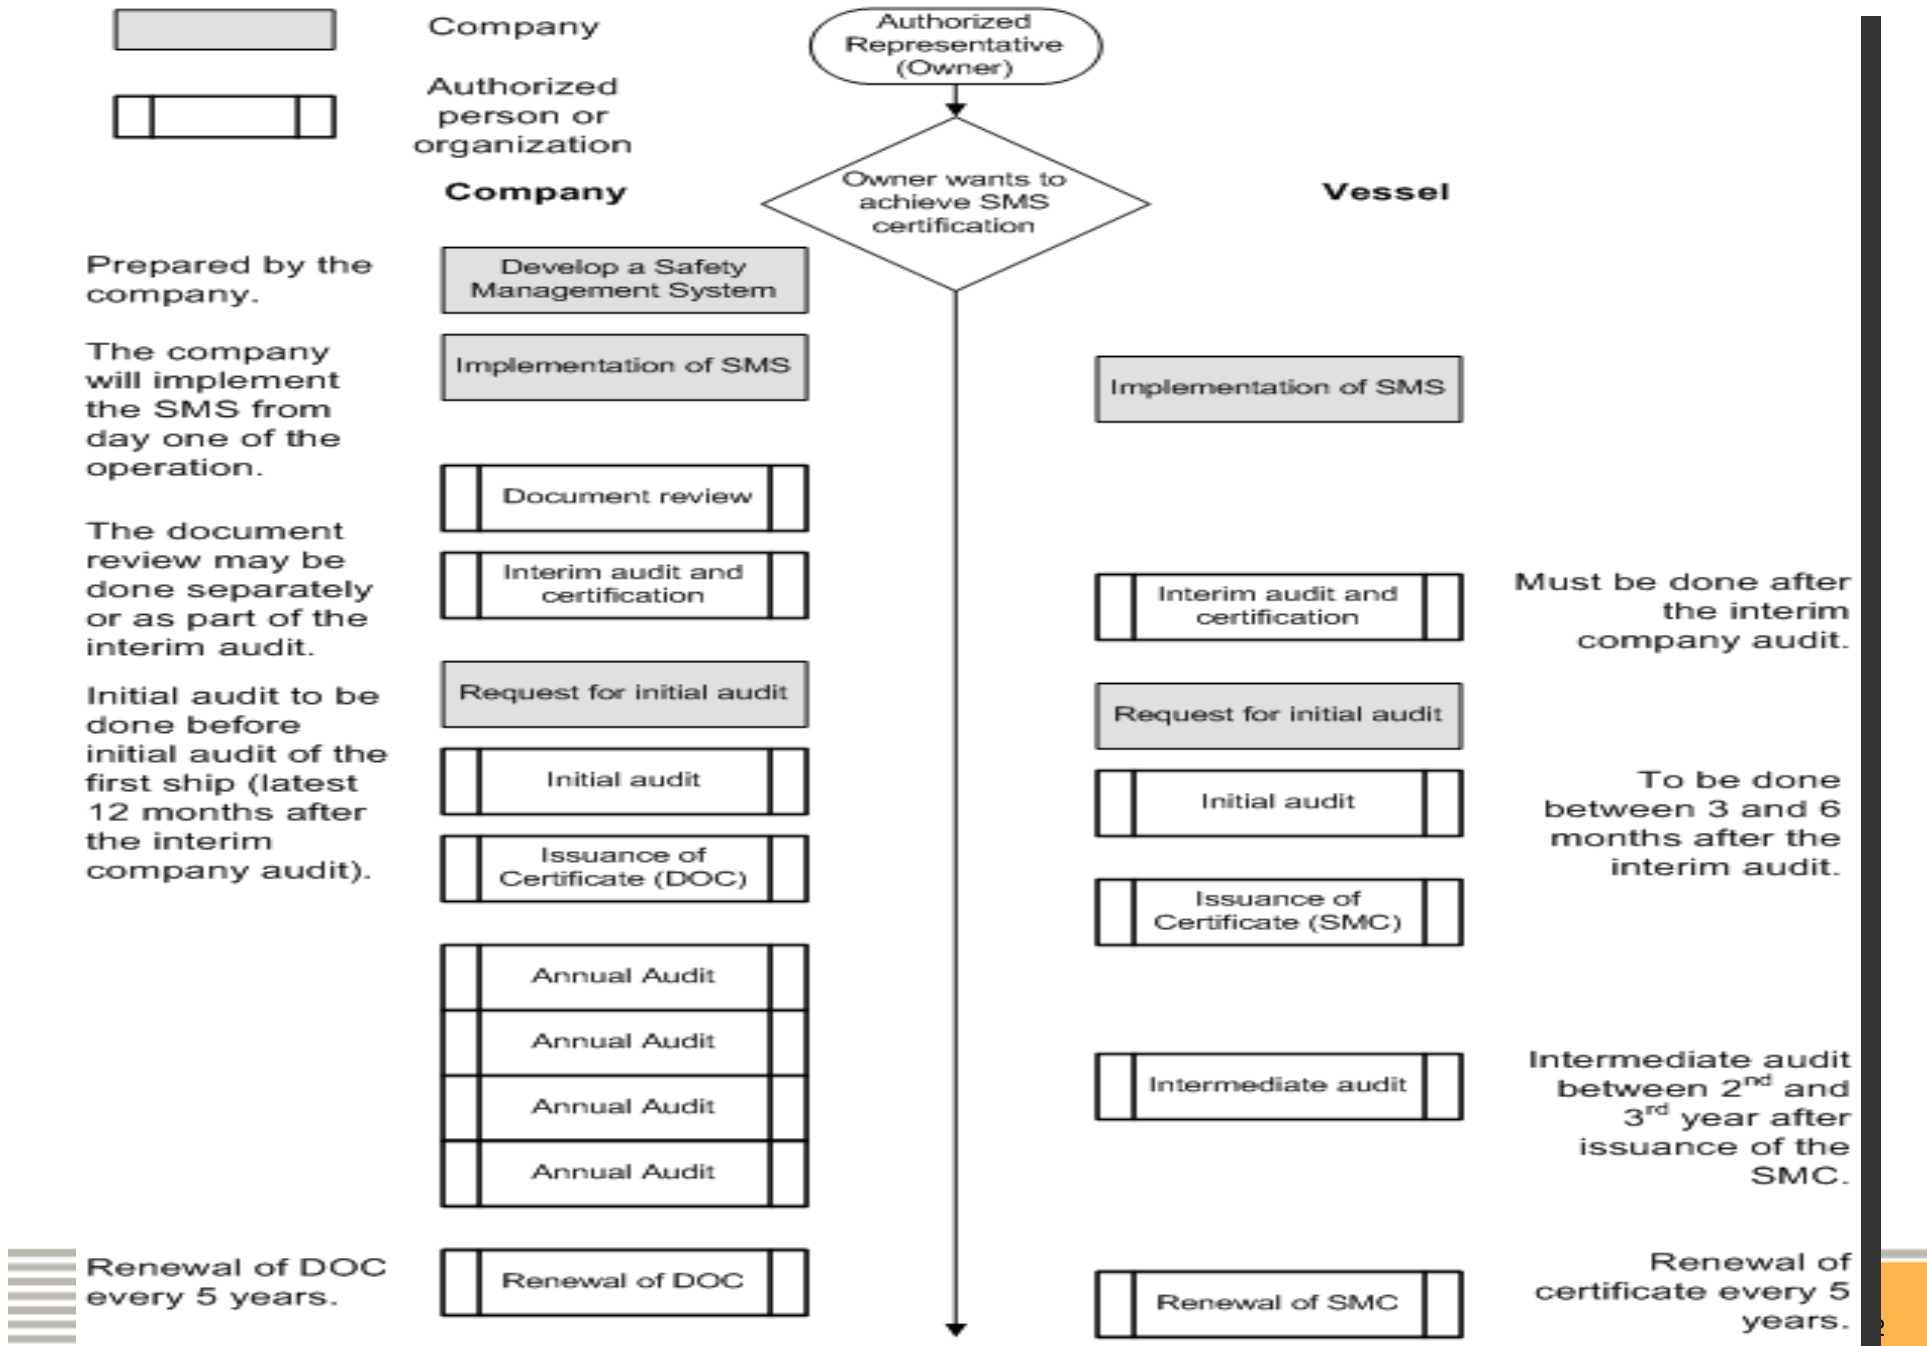 Company
Authorized
person or
organization
Authorized
Representative
(Owner)
Owner wants to
achieve SMS
certification
Company
Vessel
Prepared by the
company.
Develop a Safety
Management System
The company
will implement
the SMS from
day one of the
operation.
Implementation of SMS
Implementation of SMS
Document review
The document
review may be
done separately
or as part of the
interim audit.
Interim audit and
certification
Interim audit and
certification
Must be done after
the interim
company audit.
Request for initial audit
Request for initial audit
Initial audit to be
done before
initial audit of the
first ship (latest
12 months after
the interim
company audit).
Initial audit
Initial audit
To be done
between 3 and 6
months after the
interim audit.
Issuance of
Certificate (DOC)
Issuance of
Certificate (SMC)
Annual Audit
Annual Audit
Annual Audit
Annual Audit
Intermediate audit
Intermediate audit
between 2nd and
3rd year after
issuance of the
SMC.
Renewal of DOC
every 5 years.
Renewal of DOC
Renewal of SMC
Renewal of
certificate every 5
years.